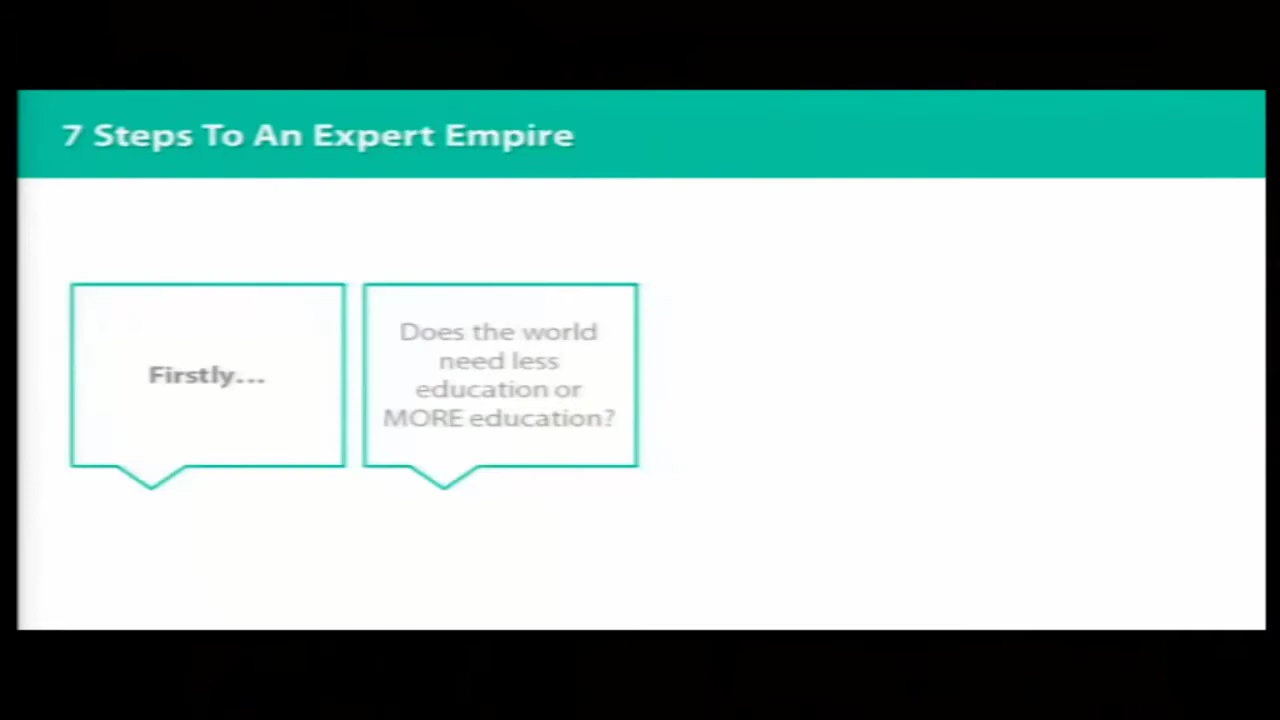 7 Steps To An Expert Empire
Firstly...
Does the world
need less
education or
MORE education?